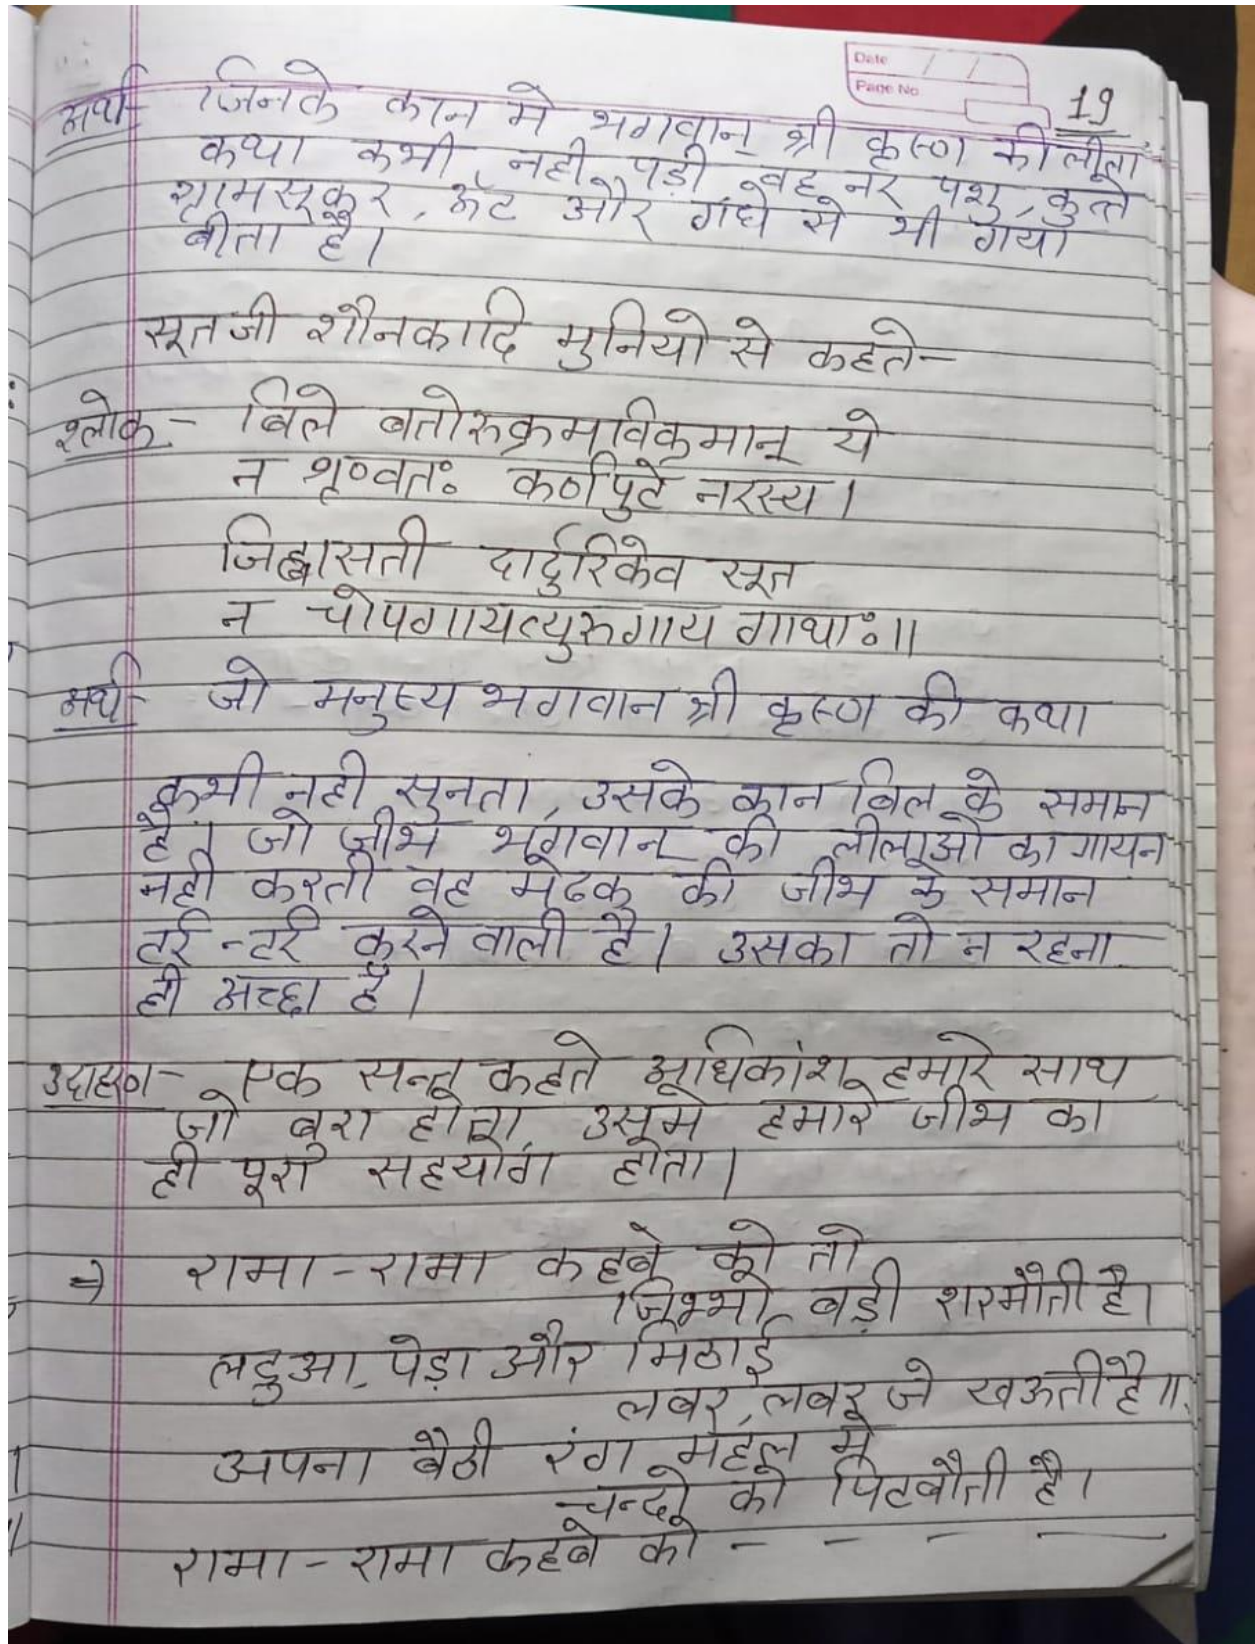 Date / /
Page No
19
अर्थ- जिनके कान मे भगवान् श्री कृष्ण की लीला
कथा कभी नही पड़ी वह नर पशु, कुत्ते
ग्रामसूकर, ऊँट और गधे से भी गया
बीता है।
सूतजी शौनकादि मुनियो से कहते-
श्लोक- बिले बतोरुक्रमविक्रमान् ये
न शृण्वतः कर्णपुटे नरस्य।
जिह्वासती दार्दुरिकेव सूत
न चोपगायत्युरुगाय गाथाः॥
अर्थ- जो मनुष्य भगवान श्री कृष्ण की कथा
कभी नही सुनता, उसके कान बिल के समान
है। जो जीभ भगवान की लीलाओ का गायन
नही करती वह मेढक की जीभ के समान
टर्र-टर्र करने वाली है। उसका तो न रहना
ही अच्छा है।
उदाहरण- एक सन्त कहते अधिकांश हमारे साथ
जो बुरा होता, उसमे हमारे जीभ का
ही पूरा सहयोग होता।
⇒ रामा-रामा कहबे को तो
जिभ्भा बड़ी शरमौती है।
लडुआ, पेड़ा और मिठाई
लबर, लबर जे खऊती है॥
अपना बैठी रंग महल मे
चन्दो को पिटबौती है।
रामा-रामा कहबे को - - - —